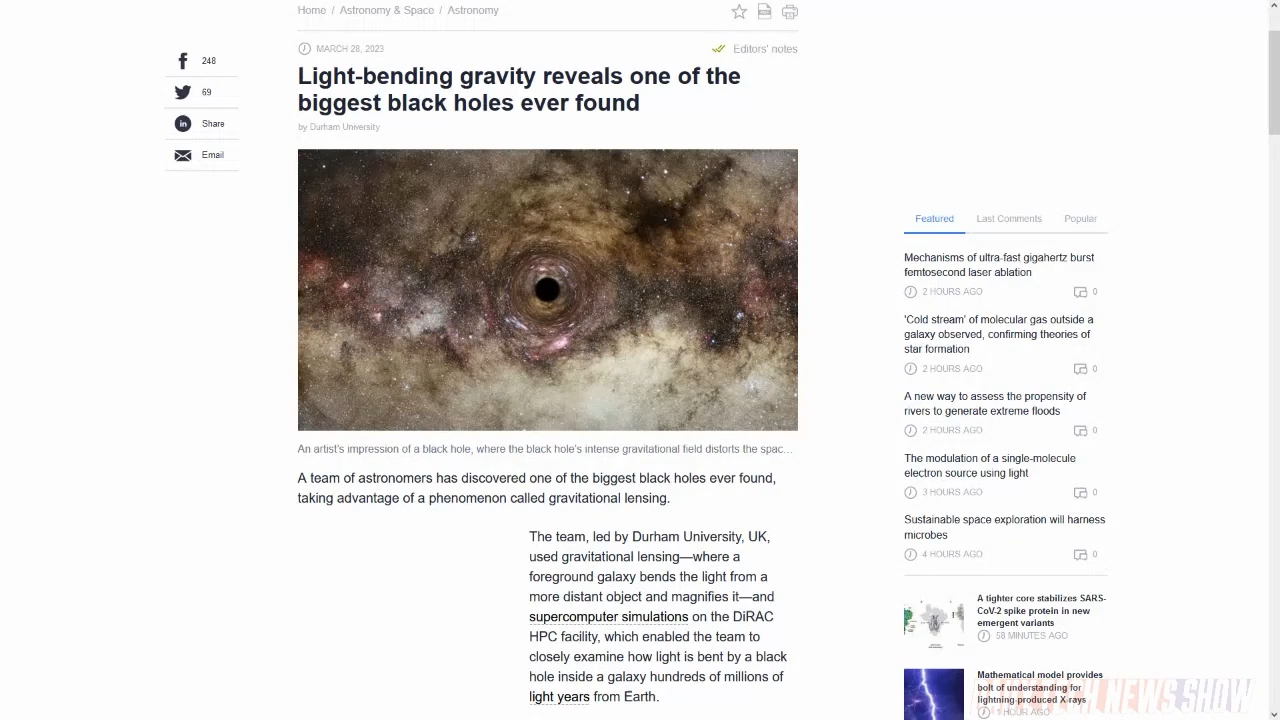 Home / Astronomy & Space / Astronomy
MARCH 28, 2023
Editors' notes
248
69
Share
Email
Light-bending gravity reveals one of the
biggest black holes ever found
by Durham University
An artist's impression of a black hole, where the black hole's intense gravitational field distorts the spac...
A team of astronomers has discovered one of the biggest black holes ever found,
taking advantage of a phenomenon called gravitational lensing.
The team, led by Durham University, UK,
used gravitational lensing—where a
foreground galaxy bends the light from a
more distant object and magnifies it—and
supercomputer simulations on the DiRAC
HPC facility, which enabled the team to
closely examine how light is bent by a black
hole inside a galaxy hundreds of millions of
light years from Earth.
Featured Last Comments Popular
Mechanisms of ultra-fast gigahertz burst
femtosecond laser ablation
2 HOURS AGO 0
'Cold stream' of molecular gas outside a
galaxy observed, confirming theories of
star formation
2 HOURS AGO 0
A new way to assess the propensity of
rivers to generate extreme floods
2 HOURS AGO 0
The modulation of a single-molecule
electron source using light
3 HOURS AGO 0
Sustainable space exploration will harness
microbes
4 HOURS AGO 0
A tighter core stabilizes SARS-
CoV-2 spike protein in new
emergent variants
58 MINUTES AGO
Mathematical model provides
bolt of understanding for
lightning-produced X-rays
1 HOUR AGO
NEWS SHOW